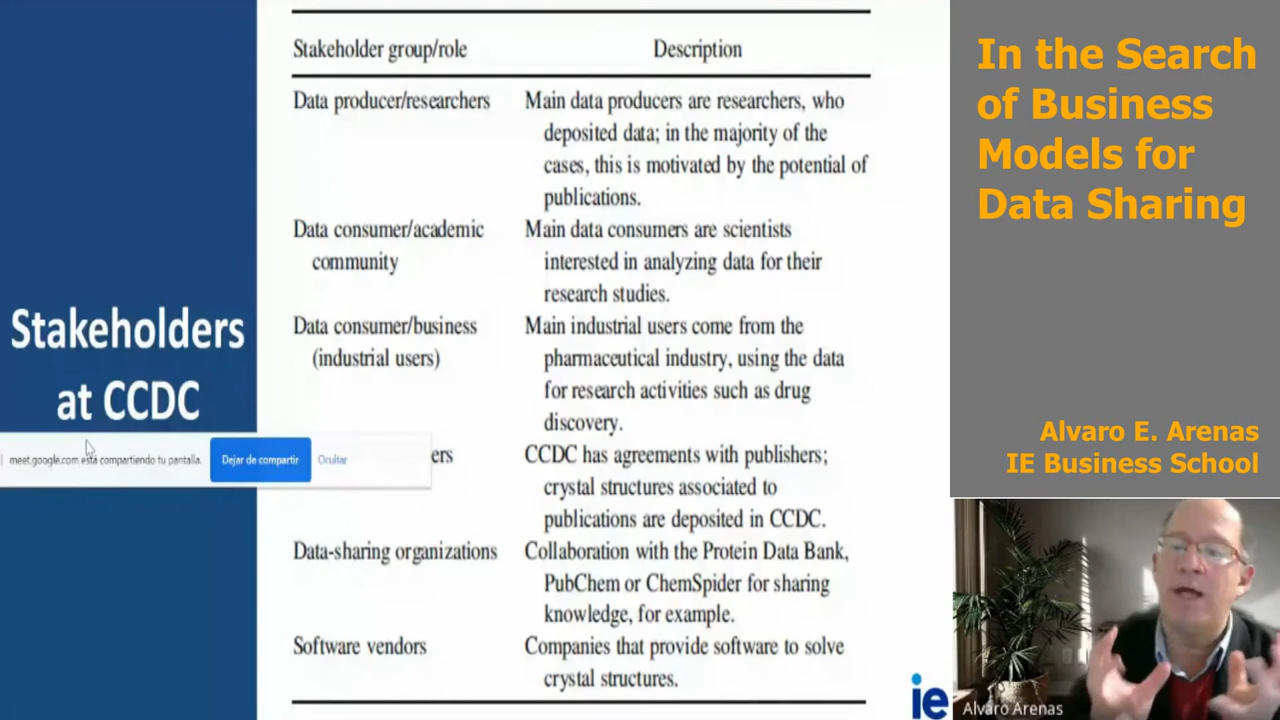 Stakeholders
at CCDC
Stakeholder group/role Description
Data producer/researchers Main data producers are researchers, who
deposited data; in the majority of the
cases, this is motivated by the potential of
publications.
Data consumer/academic Main data consumers are scientists
community interested in analyzing data for their
research studies.
Data consumer/business Main industrial users come from the
(industrial users) pharmaceutical industry, using the data
for research activities such as drug
discovery.
ers CCDC has agreements with publishers;
crystal structures associated to
publications are deposited in CCDC.
Data-sharing organizations Collaboration with the Protein Data Bank,
PubChem or ChemSpider for sharing
knowledge, for example.
Software vendors Companies that provide software to solve
crystal structures.
meet.google.com está compartiendo tu pantalla.
Dejar de compartir
Ocultar
ie
In the Search
of Business
Models for
Data Sharing
Alvaro E. Arenas
IE Business School
Alvaro Arenas